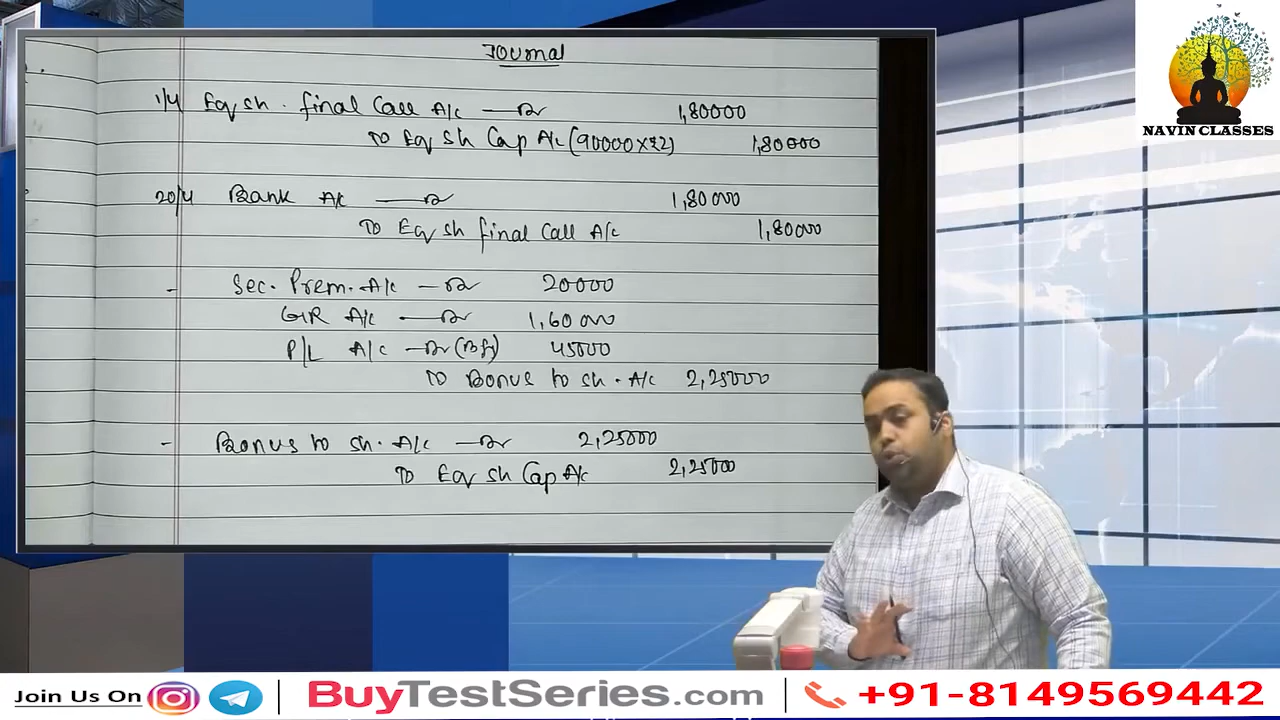 Journal
1/4 Eq sh. final Call A/c — Dr 1,80000
To Eq Sh Cap A/c (90000x₹2) 1,80000
20/4 Bank A/c — Dr 1,80000
To Eq sh final Call A/c 1,80000
- Sec. Prem. A/c — Dr 20000
GR A/c — Dr 1,60000
P/L A/c — Dr (Bf) 45000
To Bonus to sh. A/c 2,25000
- Bonus to sh. A/c — Dr 2,25000
To Eq Sh Cap A/c 2,25000
NAVIN CLASSES
Join Us On BuyTestSeries.com +91-8149569442